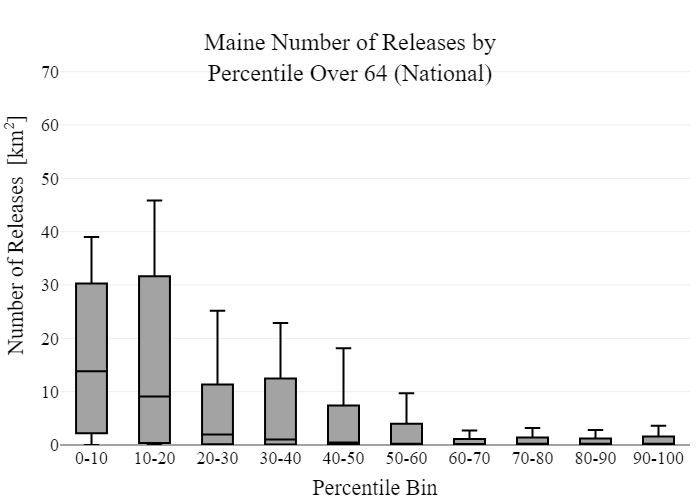 Maine Number of Releases by
Percentile Over 64 (National)
Number of Releases [km²]
70
60
50
40
30
20
10
0
0-10 10-20 20-30 30-40 40-50 50-60 60-70 70-80 80-90 90-100
Percentile Bin